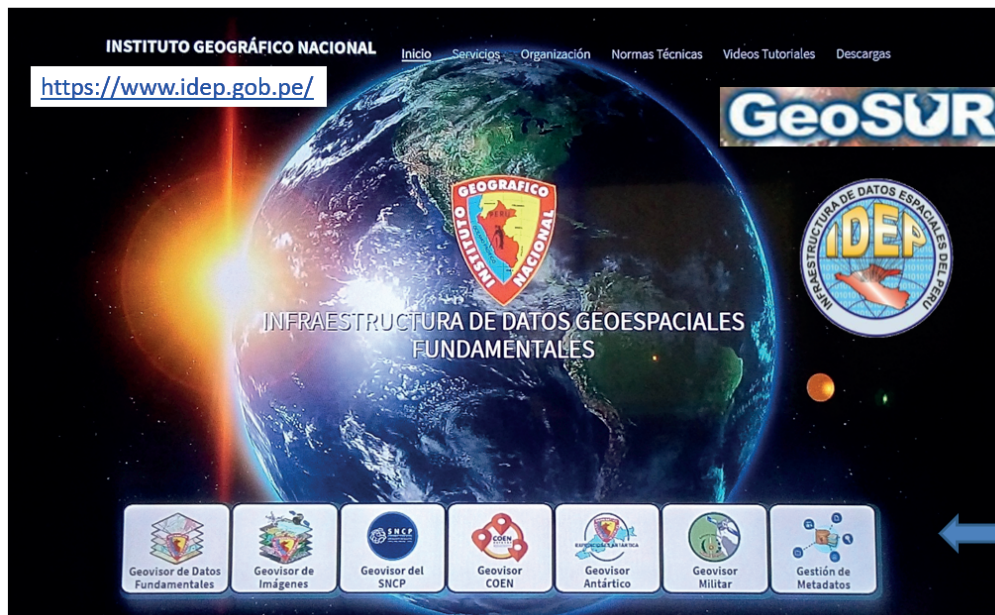 INSTITUTO GEOGRÁFICO NACIONAL
Inicio Servicios Organización Normas Técnicas Videos Tutoriales Descargas
https://www.idep.gob.pe/
GeoSUR
GEOGRAFICO
INSTITUTO
NACIONAL
PERU
INFRAESTRUCTURA DE DATOS ESPACIALES DEL PERU
IDEP
INFRAESTRUCTURA DE DATOS GEOESPACIALES
FUNDAMENTALES
SNCP
COEN
Geovisor de Datos
Fundamentales
Geovisor de
Imágenes
Geovisor del
SNCP
Geovisor
COEN
Geovisor
Antártico
Geovisor
Militar
Gestión de
Metadatos